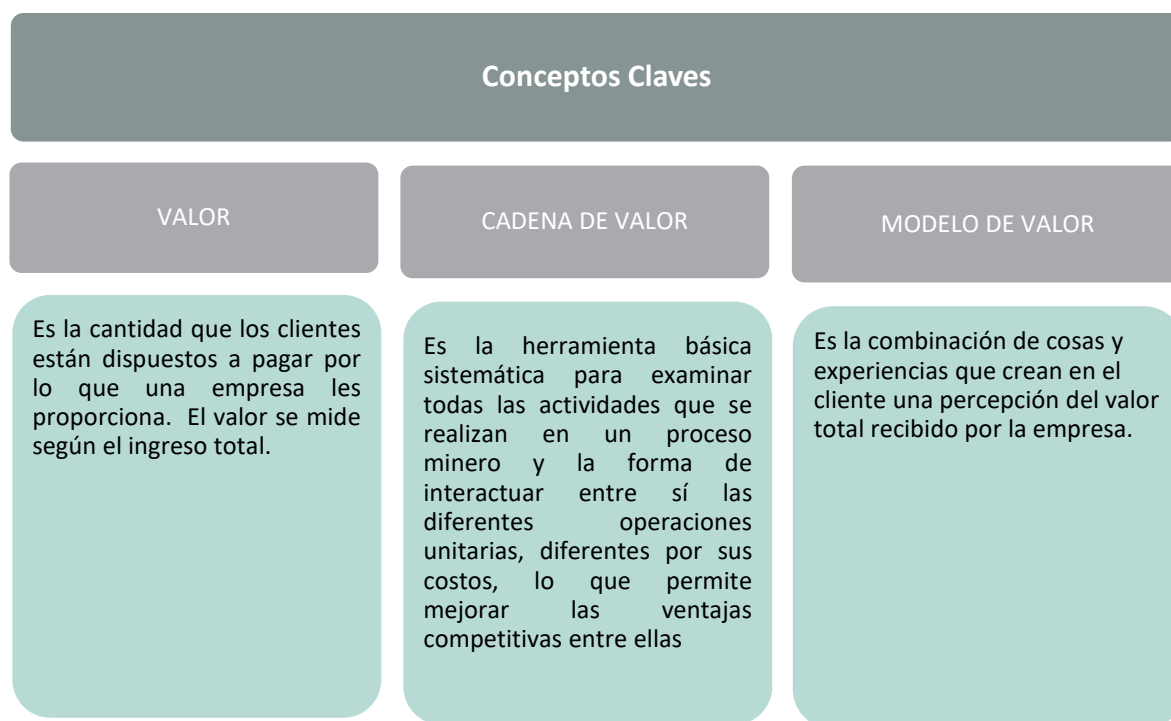 Conceptos Claves
VALOR
CADENA DE VALOR
MODELO DE VALOR
Es la cantidad que los clientes
están dispuestos a pagar por
lo que una empresa les
proporciona. El valor se mide
según el ingreso total.
Es la herramienta básica
sistemática para examinar
todas las actividades que se
realizan en un proceso
minero y la forma de
interactuar entre sí las
diferentes operaciones
unitarias, diferentes por sus
costos, lo que permite
mejorar las ventajas
competitivas entre ellas
Es la combinación de cosas y
experiencias que crean en el
cliente una percepción del valor
total recibido por la empresa.